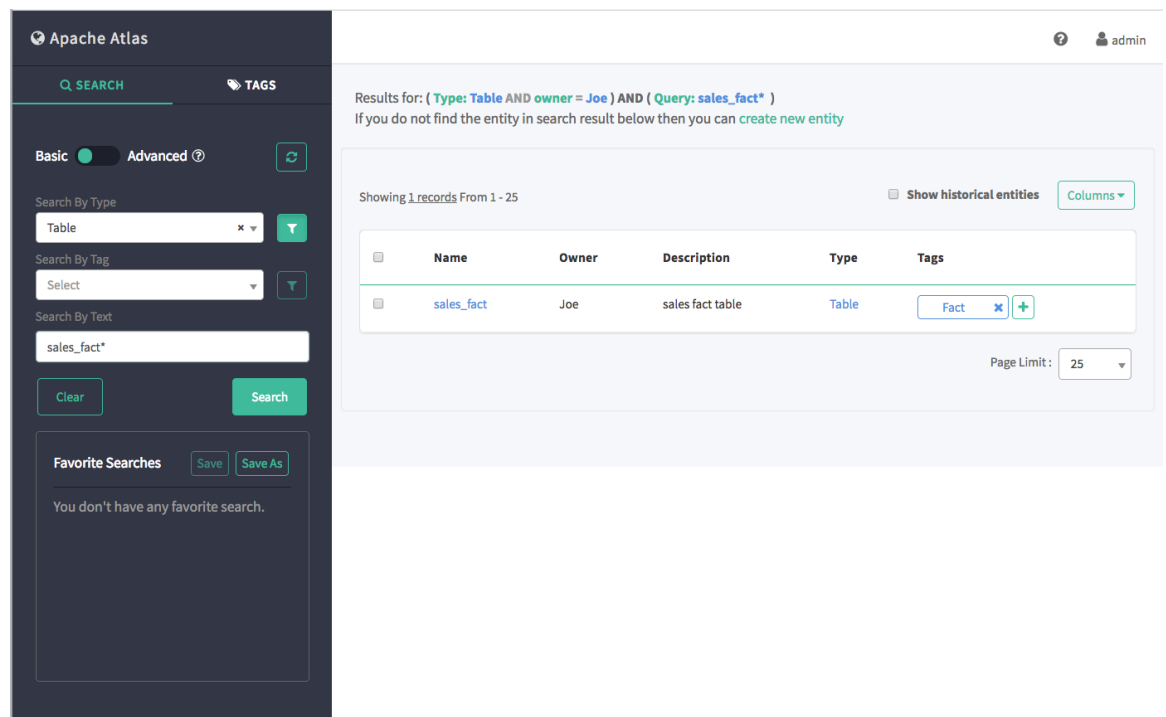 Apache Atlas
admin
SEARCH
TAGS
Results for: ( Type: Table AND owner = Joe ) AND ( Query: sales_fact* )
If you do not find the entity in search result below then you can create new entity
Basic Advanced
Showing 1 records From 1 - 25
Show historical entities
Columns
Search By Type
Table
Search By Tag
Select
Search By Text
sales_fact*
Clear
Search
Name Owner Description Type Tags
sales_fact Joe sales fact table Table Fact
Page Limit : 25
Favorite Searches
Save
Save As
You don't have any favorite search.